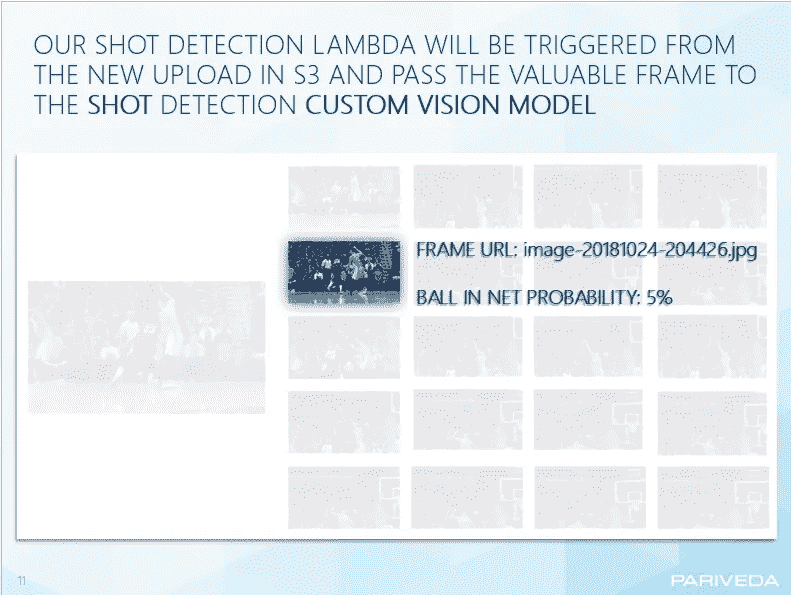 OUR SHOT DETECTION LAMBDA WILL BE TRIGGERED FROM
THE NEW UPLOAD IN S3 AND PASS THE VALUABLE FRAME TO
THE SHOT DETECTION CUSTOM VISION MODEL
FRAME URL: image-20181024-204426.jpg
BALL IN NET PROBABILITY: 5%
11
PARIVEDA